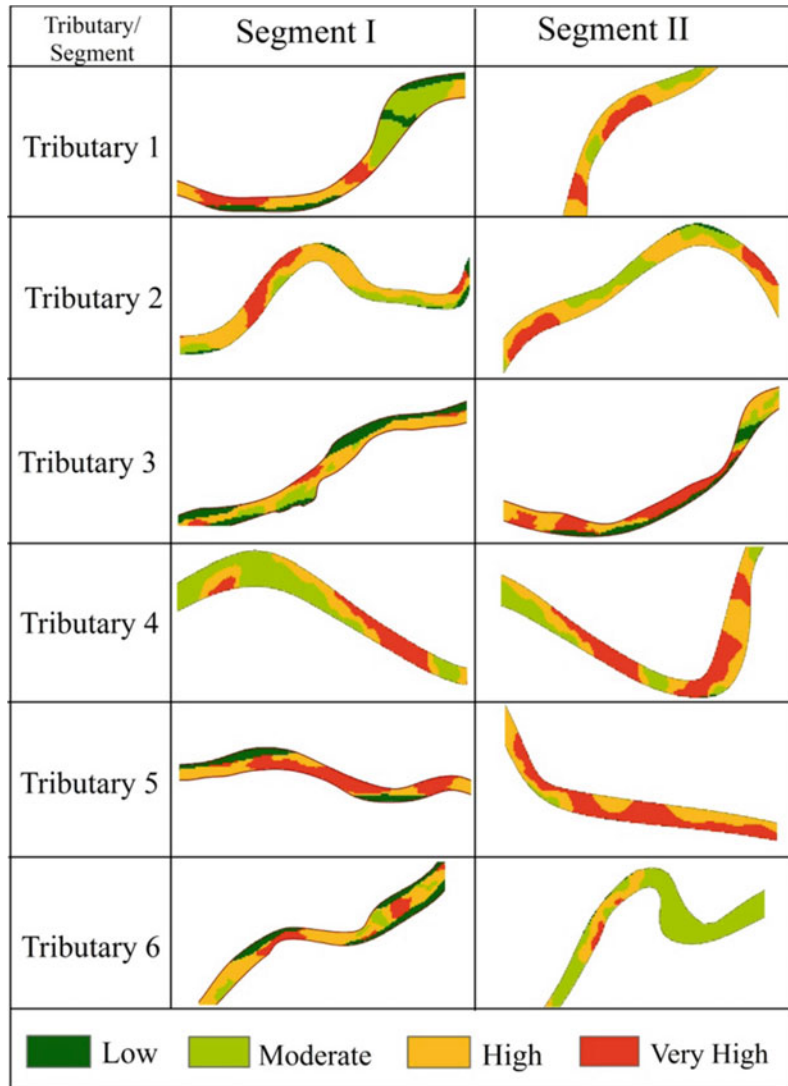 Tributary/
Segment
Segment I
Segment II
Tributary 1
Tributary 2
Tributary 3
Tributary 4
Tributary 5
Tributary 6
Low
Moderate
High
Very High